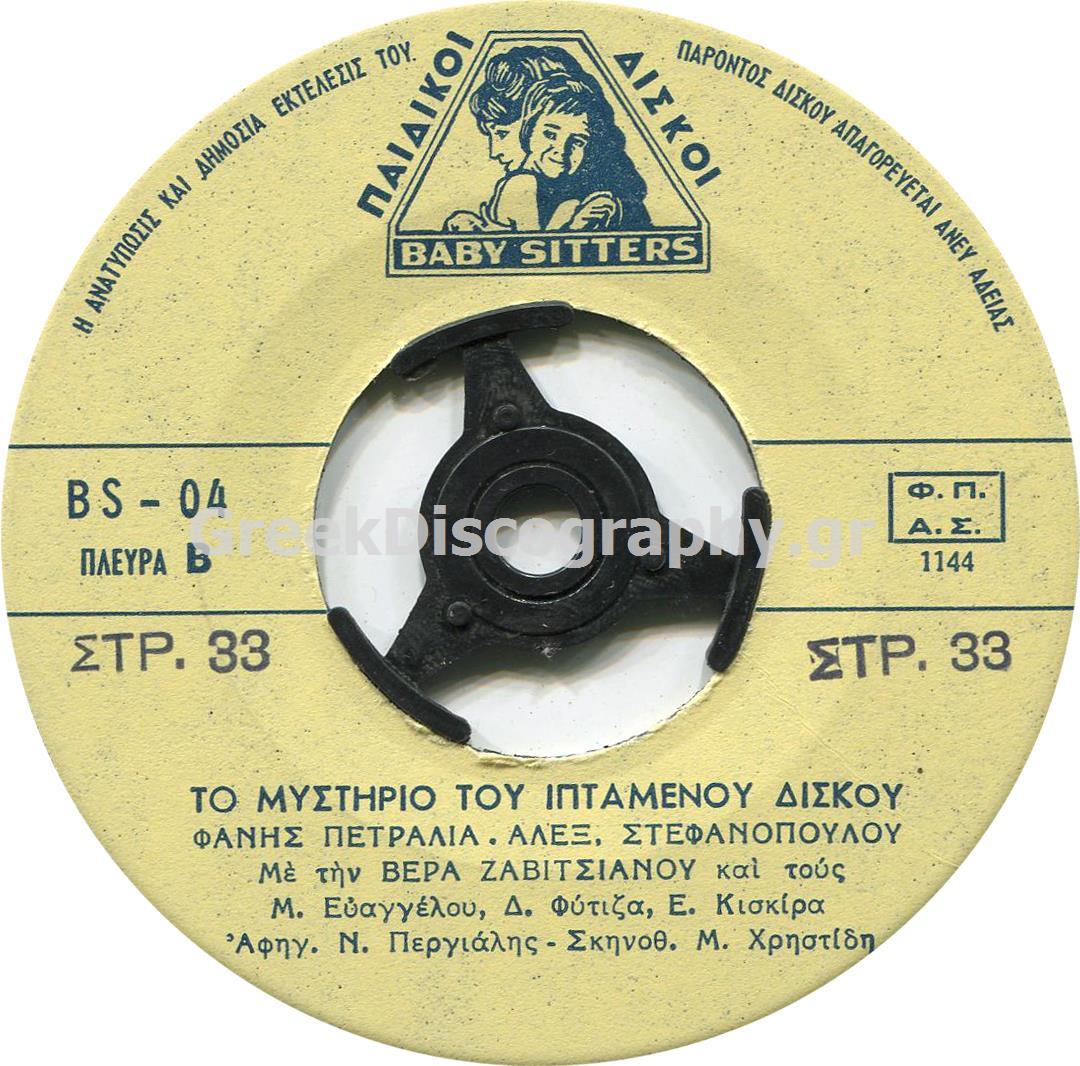 Η ΑΝΑΤΥΠΩΣΙΣ ΚΑΙ ΔΗΜΟΣΙΑ ΕΚΤΕΛΕΣΙΣ ΤΟΥ ΠΑΡΟΝΤΟΣ ΔΙΣΚΟΥ ΑΠΑΓΟΡΕΥΕΤΑΙ ΑΝΕΥ ΑΔΕΙΑΣ
ΠΑΙΔΙΚΟΙ ΔΙΣΚΟΙ
BABY SITTERS
BS - 04
ΠΛΕΥΡΑ Β
Φ. Π.
Α. Σ.
1144
GreekDiscography.gr
ΣΤΡ. 33
ΣΤΡ. 33
ΤΟ ΜΥΣΤΗΡΙΟ ΤΟΥ ΙΠΤΑΜΕΝΟΥ ΔΙΣΚΟΥ
ΦΑΝΗΣ ΠΕΤΡΑΛΙΑ . ΑΛΕΞ, ΣΤΕΦΑΝΟΠΟΥΛΟΥ
Μὲ τὴν ΒΕΡΑ ΖΑΒΙΤΣΙΑΝΟΥ καὶ τούς
Μ. Εὐαγγέλου, Δ. Φύτιζα, Ε. Κισκίρα
Ἀφηγ. Ν. Περγιάλης - Σκηνοθ. Μ. Χρηστίδη